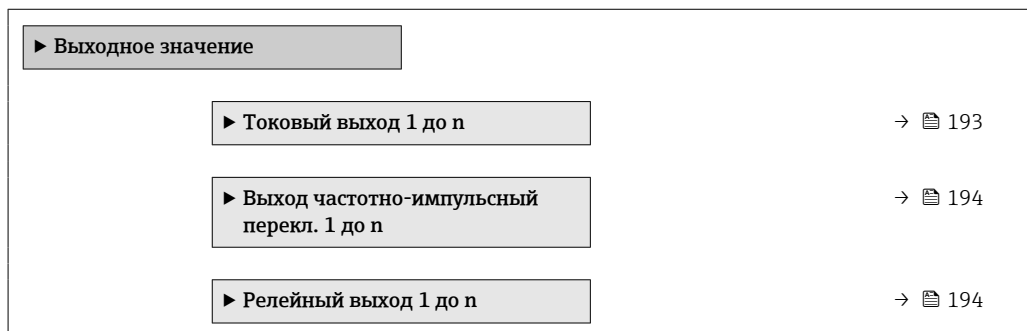 ▶ Выходное значение
▶ Токовый выход 1 до n → 193
▶ Выход частотно-импульсный
перекл. 1 до n → 194
▶ Релейный выход 1 до n → 194